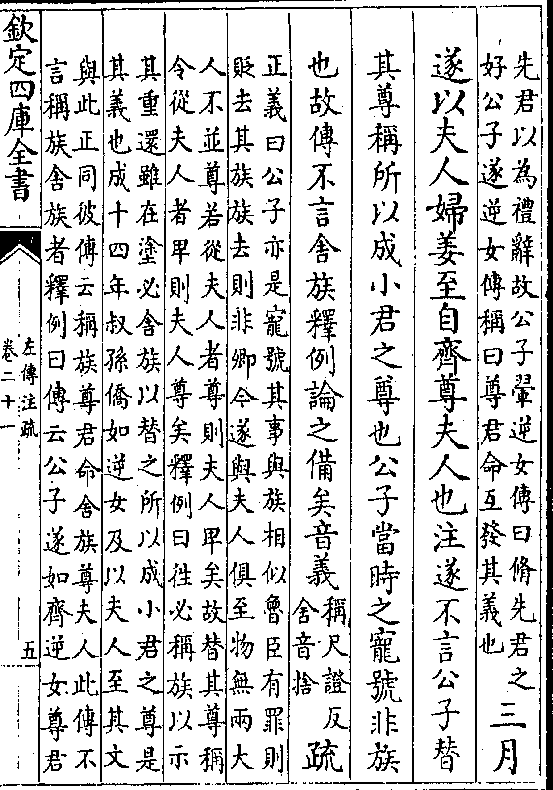 先君以為禮辭故公子翬逆女傳曰脩先君之
好公子遂逆女傳稱曰尊君命互發其義也
三月
遂以夫人婦姜至自齊尊夫人也注遂不言公子替
其尊稱所以成小君之尊也公子當時之寵號非族
也故傳不言舍族釋例論之備矣音義
稱尺證反
舍音捨
疏
正義曰公子亦是寵號其事與族相似魯臣有罪則
貶去其族族去則非卿今遂與夫人俱至物無兩大
人不並尊若從夫人者尊則夫人卑矣故替其尊稱
令從夫人者卑則夫人尊矣釋例曰徃必稱族以示
其重還雖在塗必舍族以替之所以成小君之尊是
其義也成十四年叔孫僑如逆女及以夫人至其文
與此正同彼傳云稱族尊君命舍族尊夫人此傳不
言稱族舍族者釋例曰傳云公子遂如齊逆女尊君
欽定四庫全書
左傳注疏
卷二十一
五